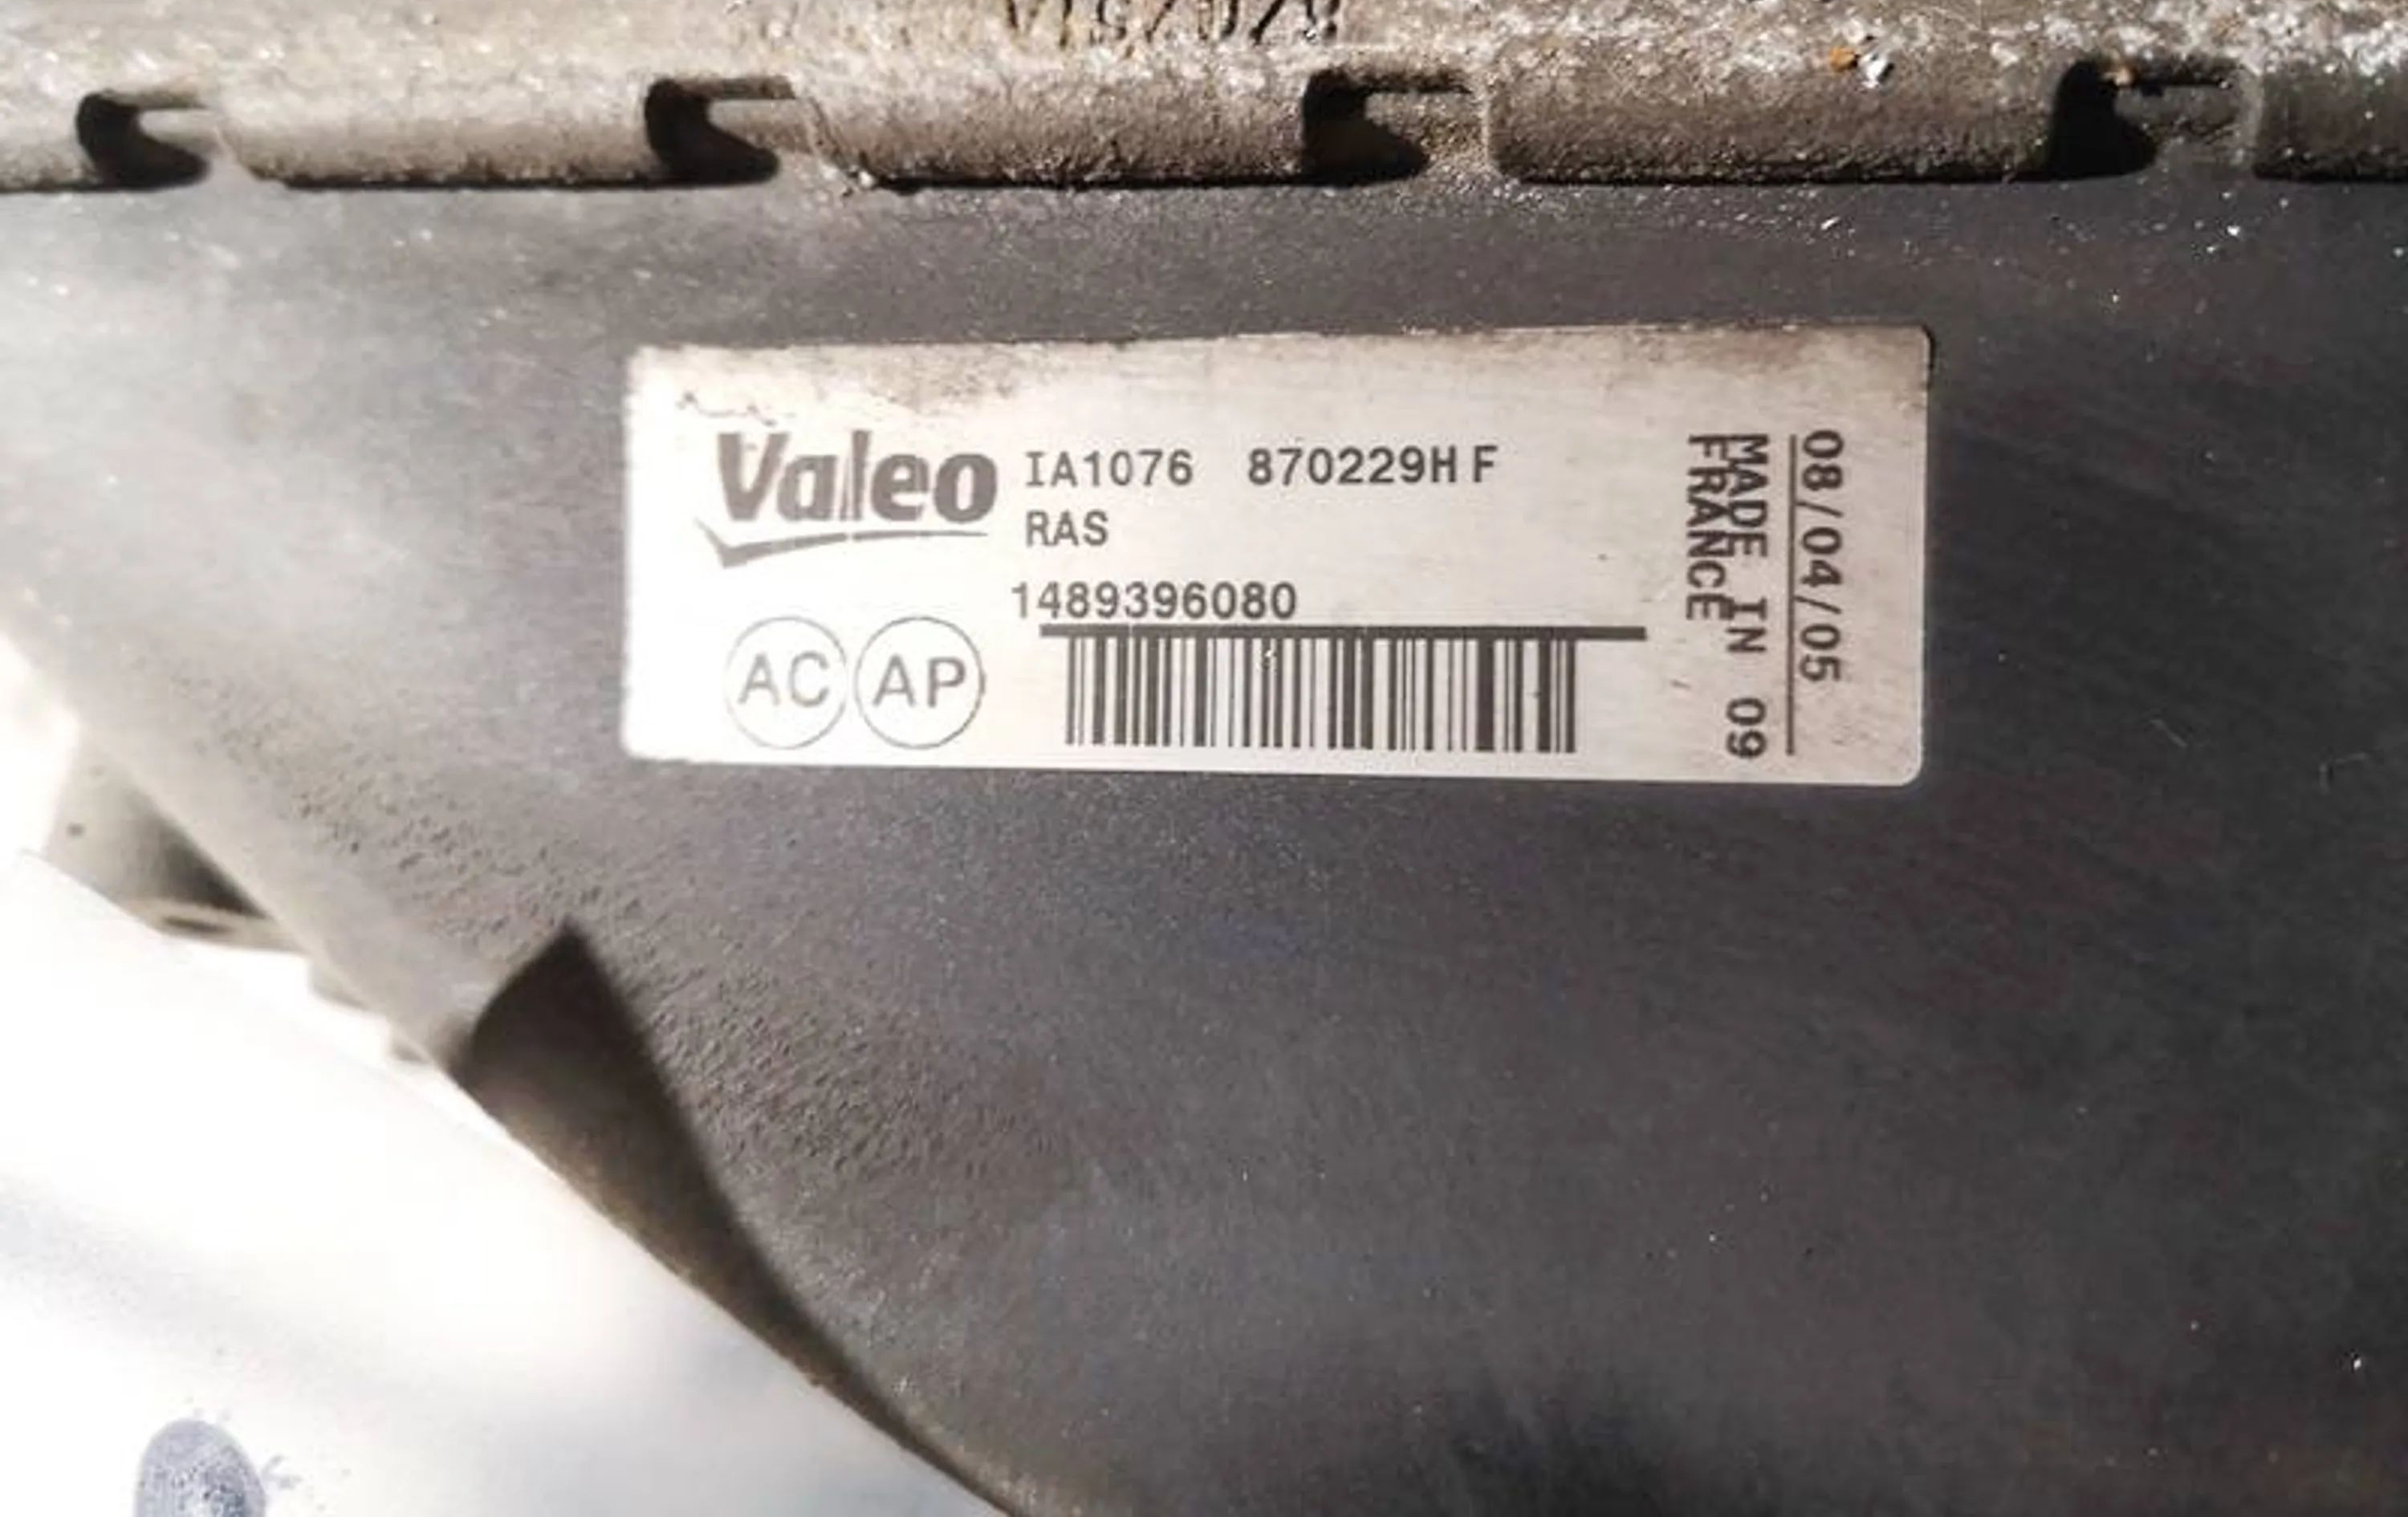 Valeo
IA1076 870229H F
RAS
1489396080
AC AP
08/04/05
MADE IN 09
FRANCE